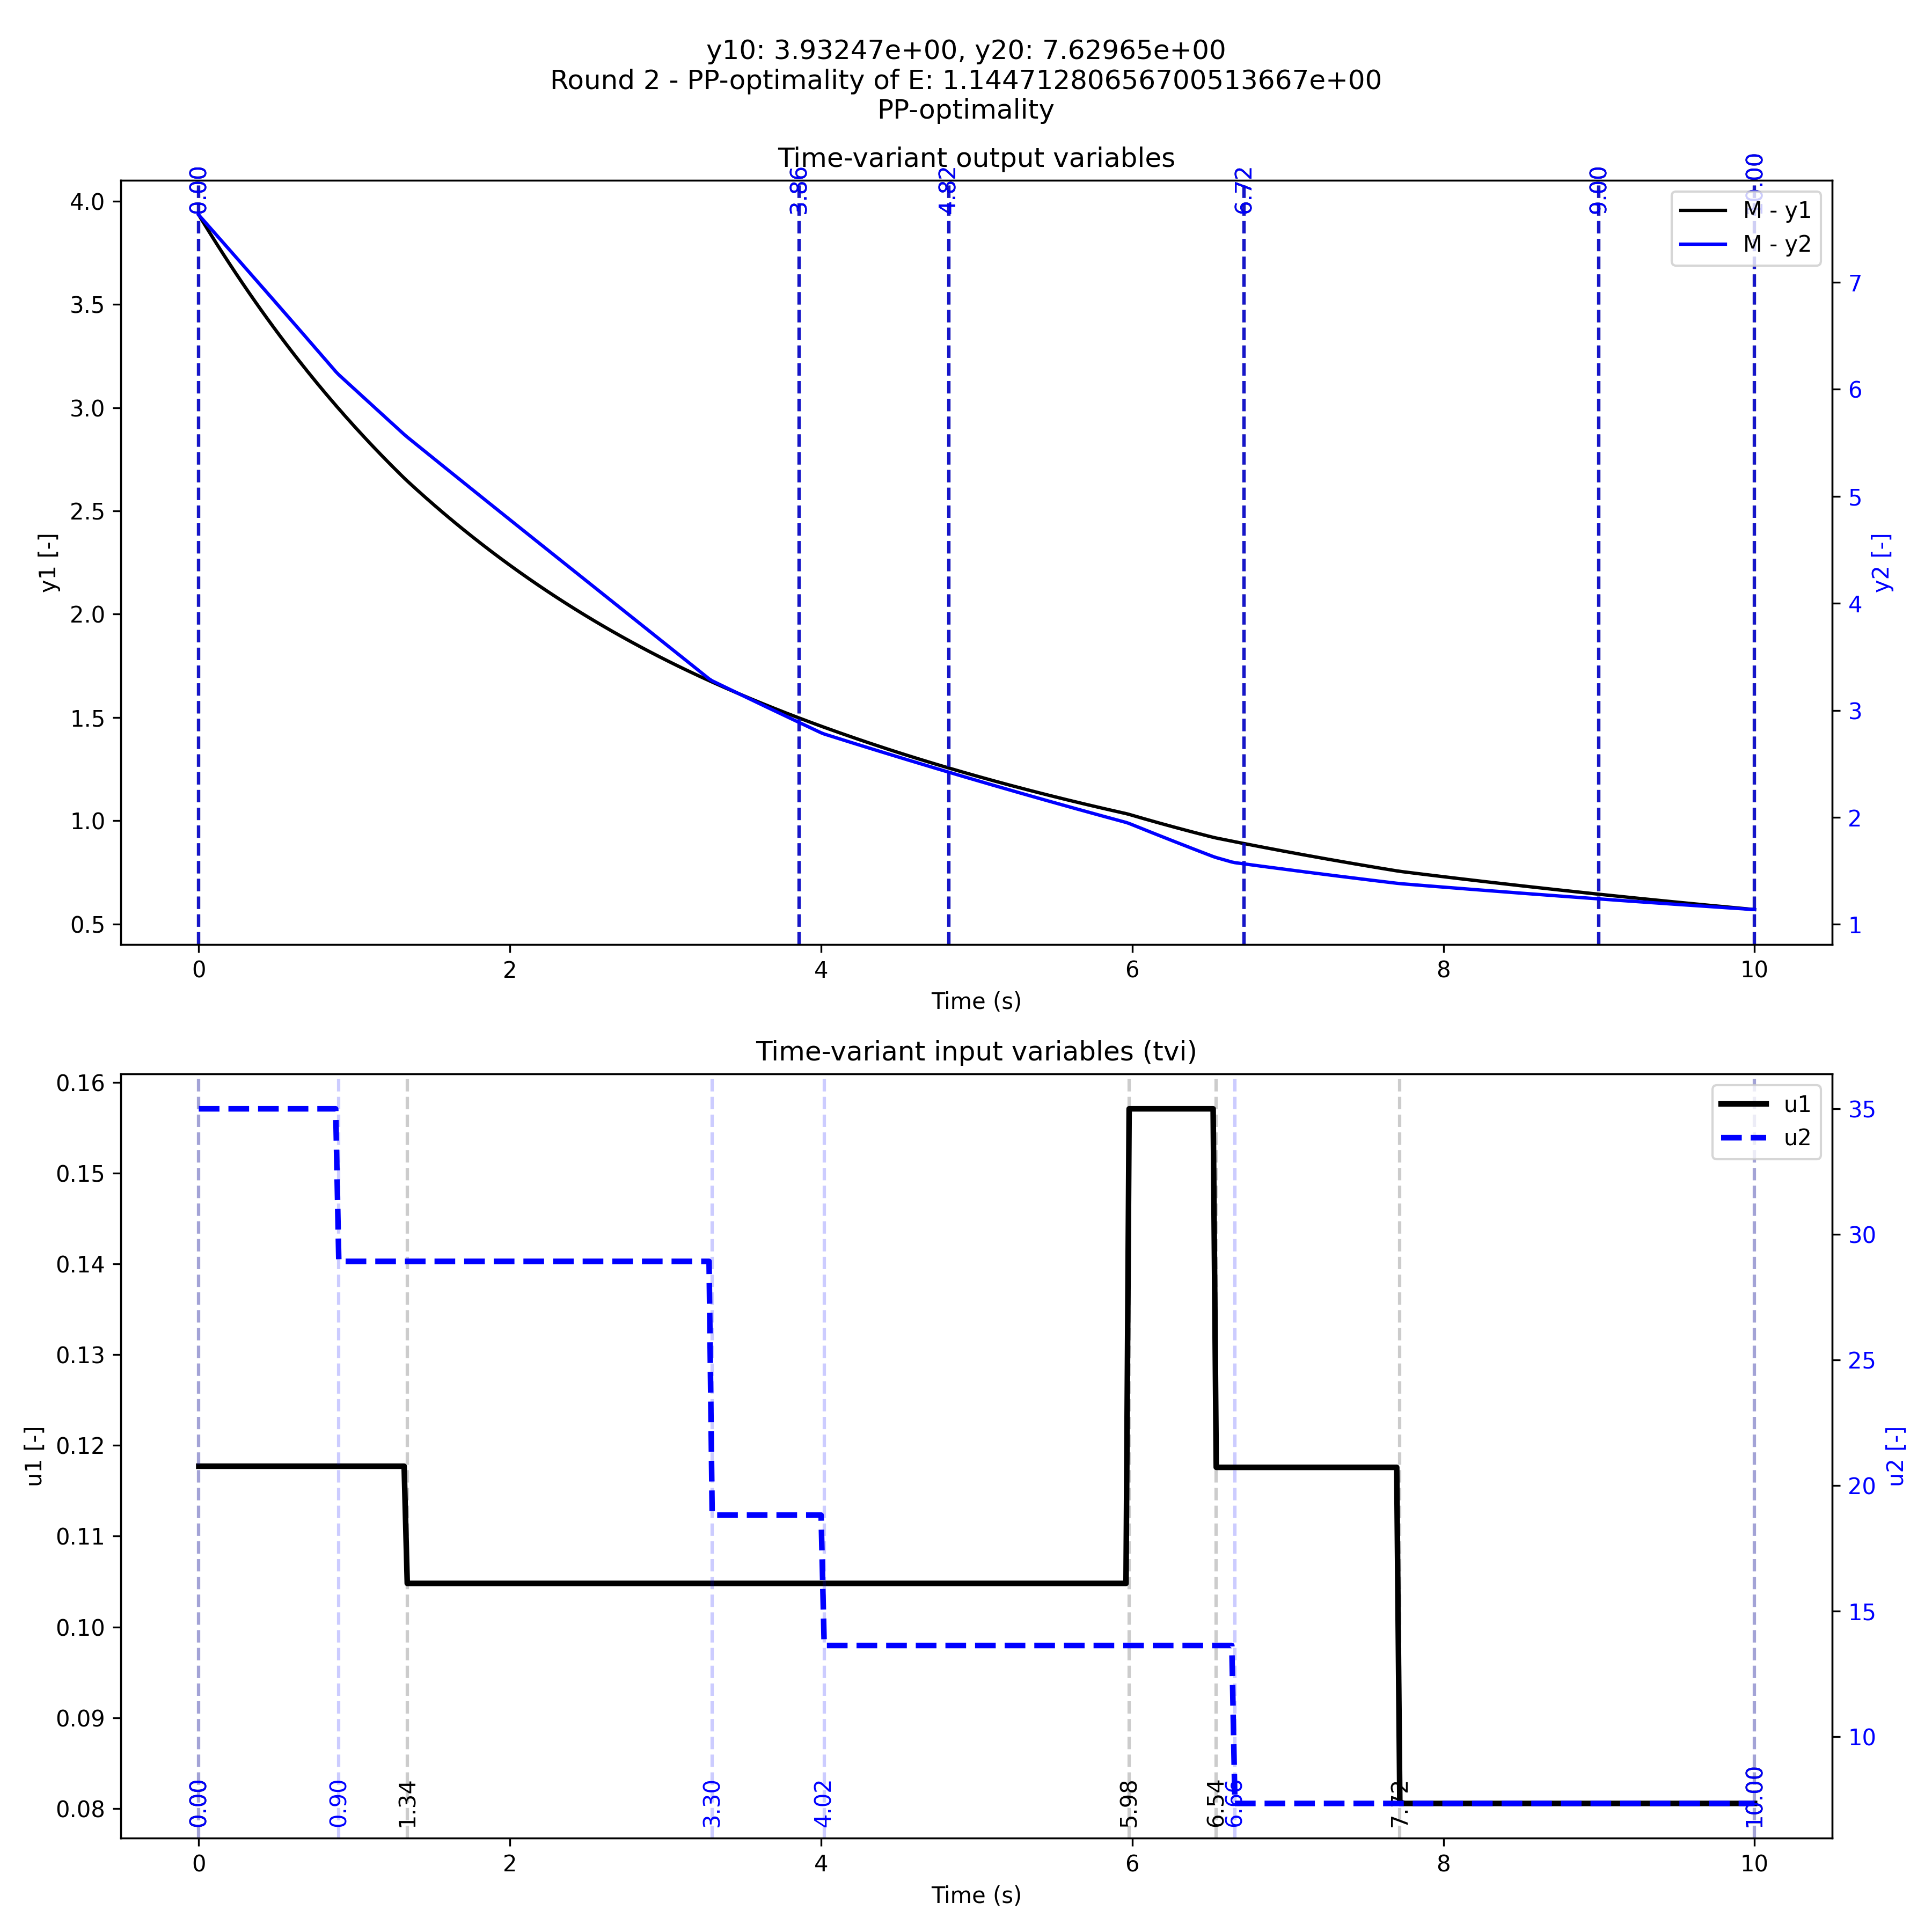 y10: 3.93247e+00, y20: 7.62965e+00
Round 2 - PP-optimality of E: 1.14471280656700513667e+00
PP-optimality
Time-variant output variables
0.00 3.86 4.82 6.72 9.00
M - y1
M - y2
4.0
3.5
3.0
2.5
2.0
1.5
1.0
0.5
y1 [-]
7
6
5
4
3
2
1
y2 [-]
0 2 4 6 8 10
Time (s)
Time-variant input variables (tvi)
u1
u2
0.16
0.15
0.14
0.13
0.12
0.11
0.10
0.09
0.08
u1 [-]
35
30
25
20
15
10
u2 [-]
0.00 0.90 1.34 3.30 4.02 5.98 6.54 6.66 7.72 10.00
0 2 4 6 8 10
Time (s)